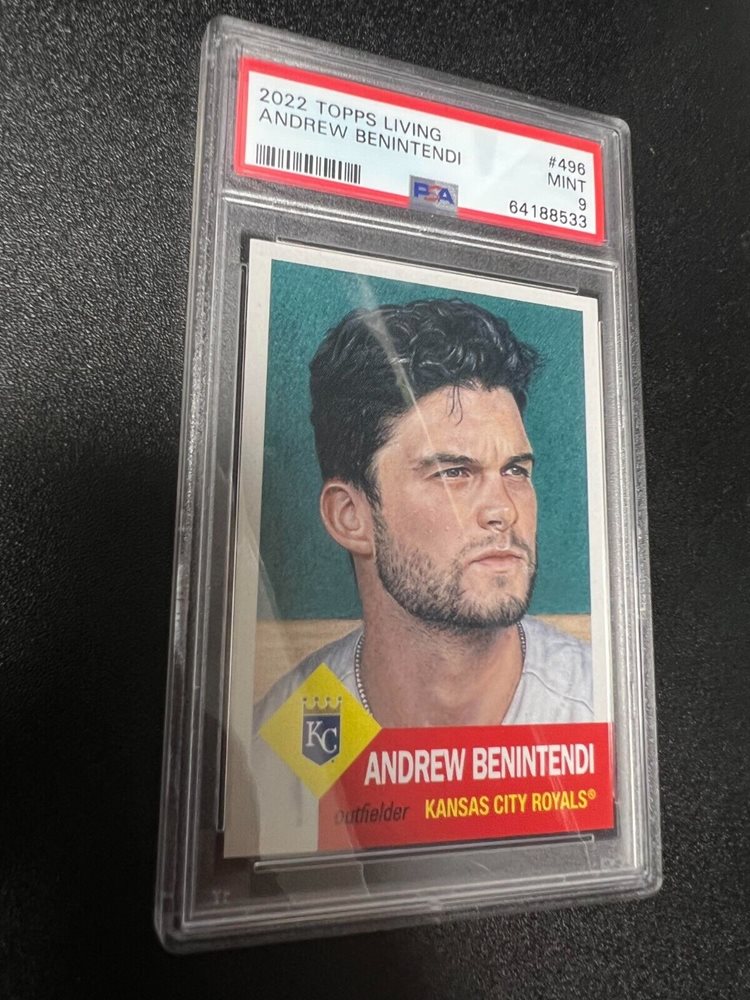 2022 TOPPS LIVING
ANDREW BENINTENDI
#496
MINT
9
PSA
64188533
KC
ANDREW BENINTENDI
outfielder
KANSAS CITY ROYALS®